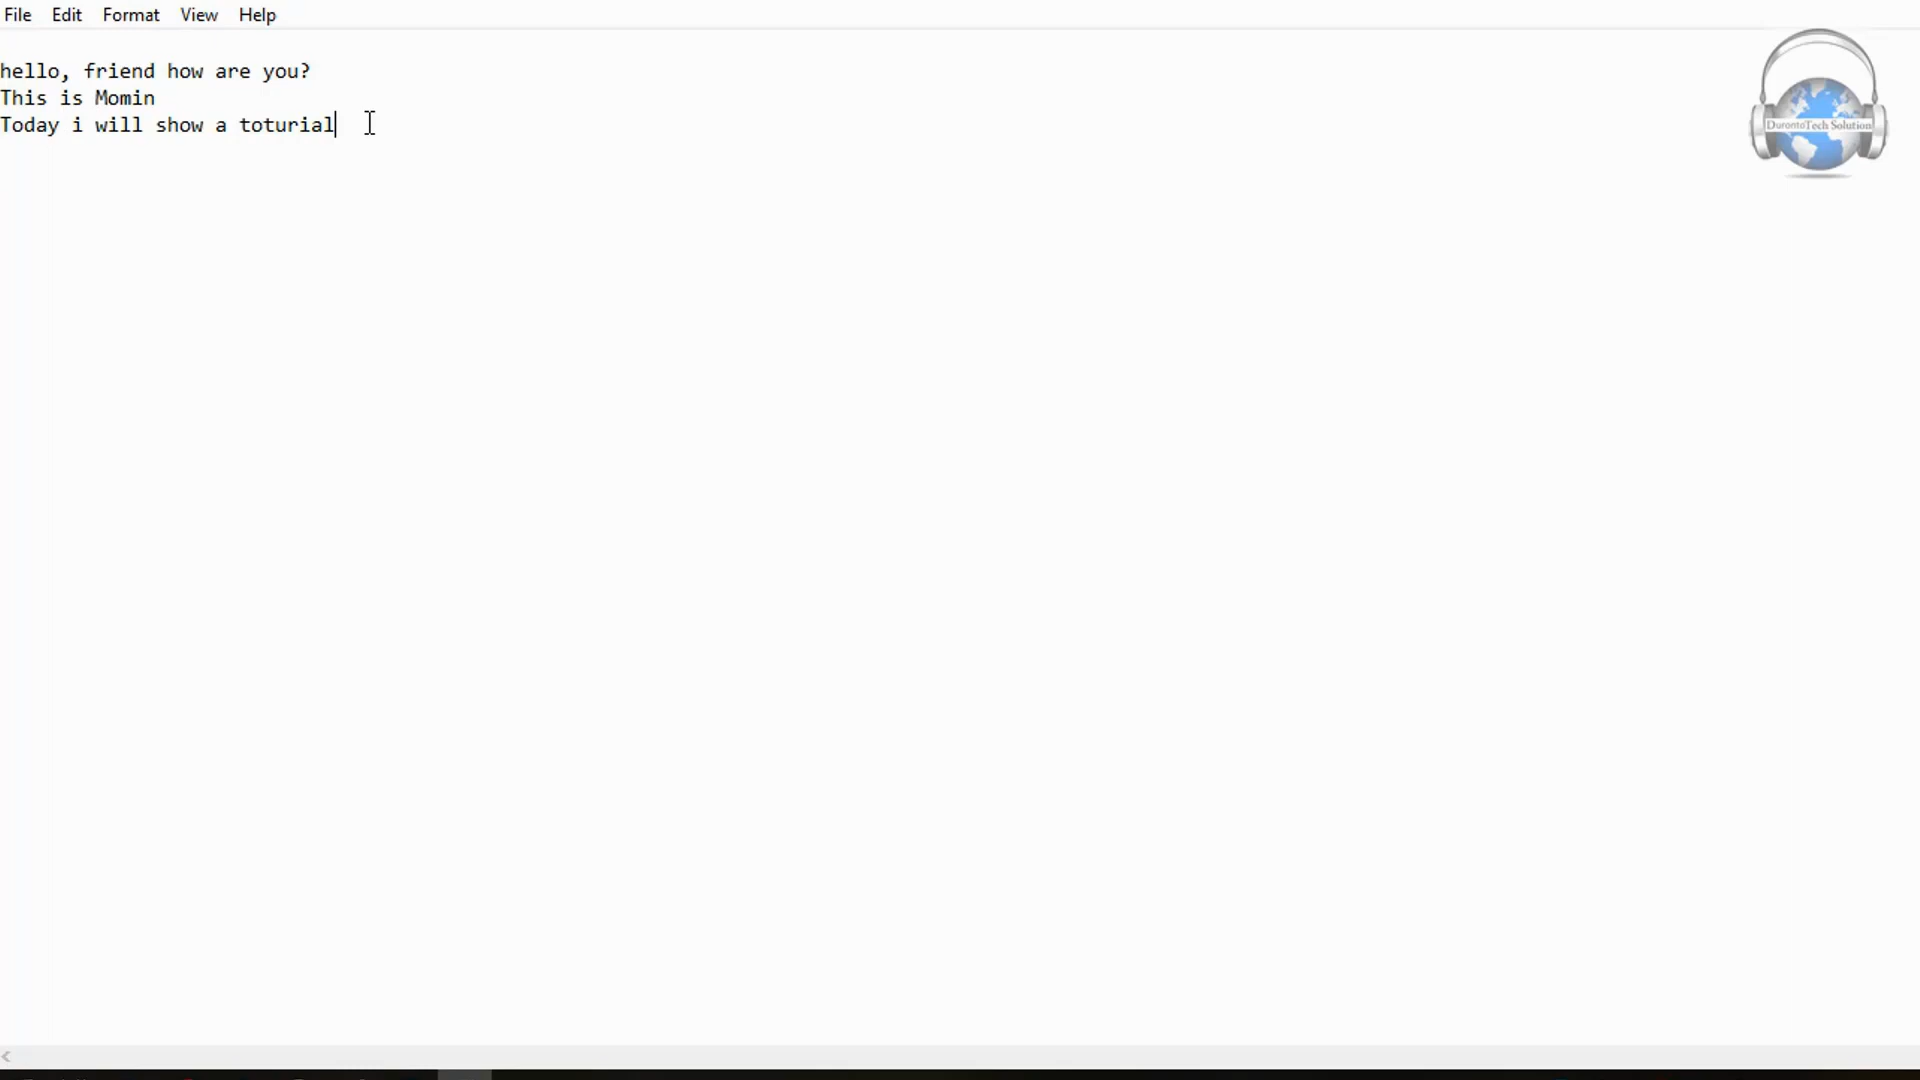 File Edit Format View Help
hello, friend how are you?
This is Momin
Today i will show a toturial
DurontoTech Solution